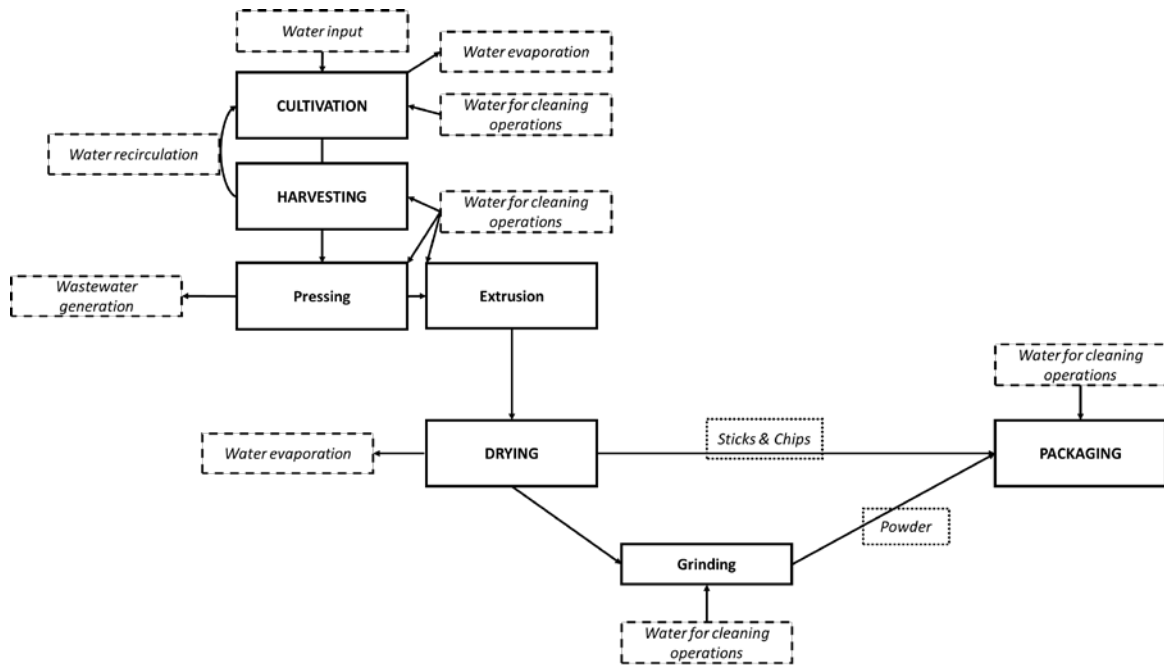 Water input
Water evaporation
CULTIVATION
Water for cleaning
operations
Water recirculation
HARVESTING
Water for cleaning
operations
Wastewater
generation
Pressing
Extrusion
Water for cleaning
operations
Water evaporation
DRYING
Sticks & Chips
PACKAGING
Powder
Grinding
Water for cleaning
operations